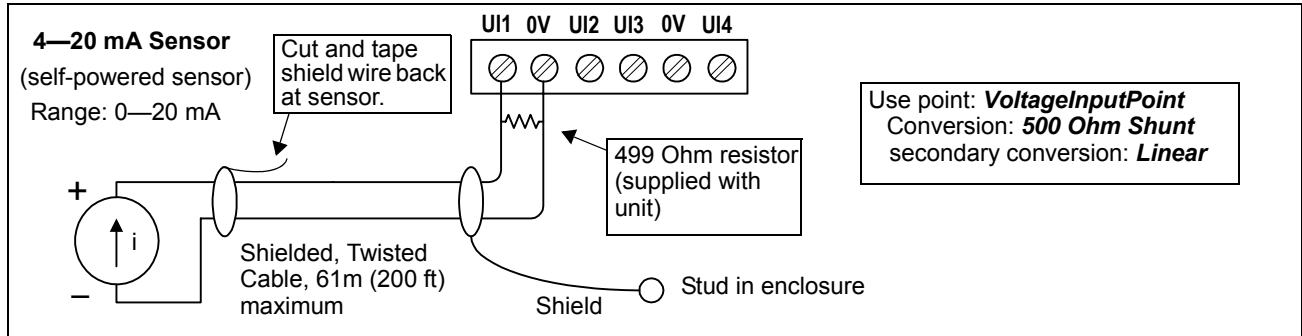 4—20 mA Sensor
(self-powered sensor)
Range: 0—20 mA
Cut and tape
shield wire back
at sensor.
UI1 0V UI2 UI3 0V UI4
Use point: VoltageInputPoint
Conversion: 500 Ohm Shunt
secondary conversion: Linear
499 Ohm resistor
(supplied with
unit)
+
i
–
Shielded, Twisted
Cable, 61m (200 ft)
maximum
Shield
Stud in enclosure